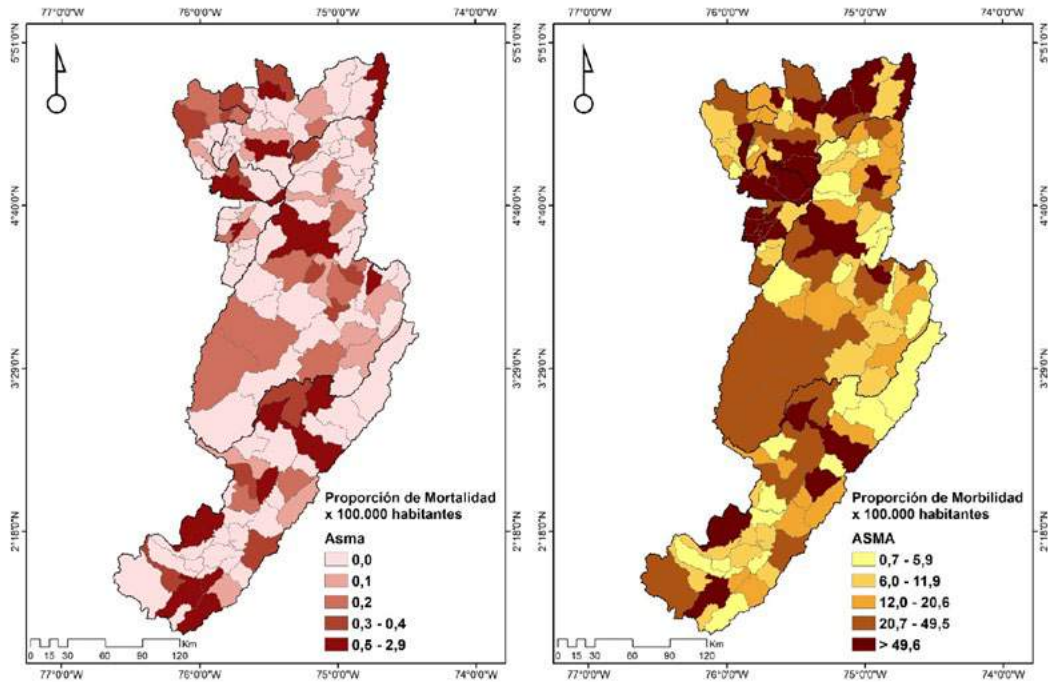 77°0'0"W 76°0'0"W 75°0'0"W 74°0'0"W
5°51'0"N
4°40'0"N
3°29'0"N
2°18'0"N
Proporción de Mortalidad
x 100.000 habitantes
Asma
0,0
0,1
0,2
0,3 - 0,4
0,5 - 2,9
Km
0 15 30 60 90 120
77°0'0"W 76°0'0"W 75°0'0"W 74°0'0"W
77°0'0"W 76°0'0"W 75°0'0"W 74°0'0"W
5°51'0"N
4°40'0"N
3°29'0"N
2°18'0"N
Proporción de Morbilidad
x 100.000 habitantes
ASMA
0,7 - 5,9
6,0 - 11,9
12,0 - 20,6
20,7 - 49,5
> 49,6
Km
0 15 30 60 90 120
77°0'0"W 76°0'0"W 75°0'0"W 74°0'0"W